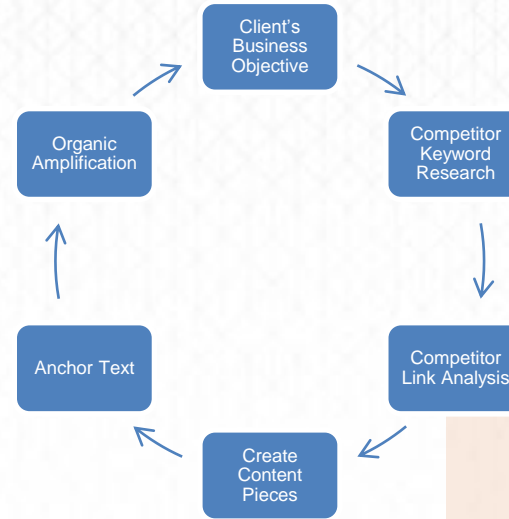 Client's
Business
Objective
Competitor
Keyword
Research
Competitor
Link Analysis
Create
Content
Pieces
Anchor Text
Organic
Amplification